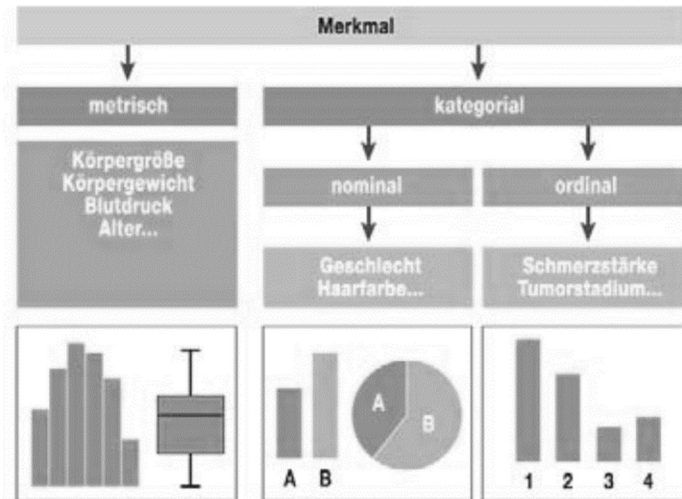 Merkmal
metrisch
kategorial
Körpergröße
Körpergewicht
Blutdruck
Alter...
nominal
ordinal
Geschlecht
Haarfarbe...
Schmerzstärke
Tumorstadium...
A
B
A B
1 2 3 4